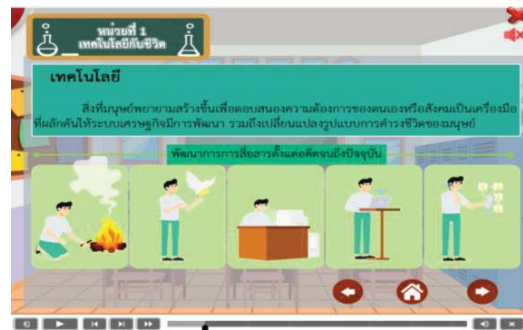 หน่วยที่ 1
เทคโนโลยีกับชีวิต
เทคโนโลยี
สิ่งที่มนุษย์พยายามสร้างขึ้นเพื่อตอบสนองความต้องการของตนเองหรือสังคมเป็นเครื่องมือ
ที่ผลักดันให้ระบบเศรษฐกิจมีการพัฒนา รวมถึงเปลี่ยนแปลงรูปแบบการดำรงชีวิตของมนุษย์
พัฒนาการการสื่อสารตั้งแต่อดีตจนถึงปัจจุบัน